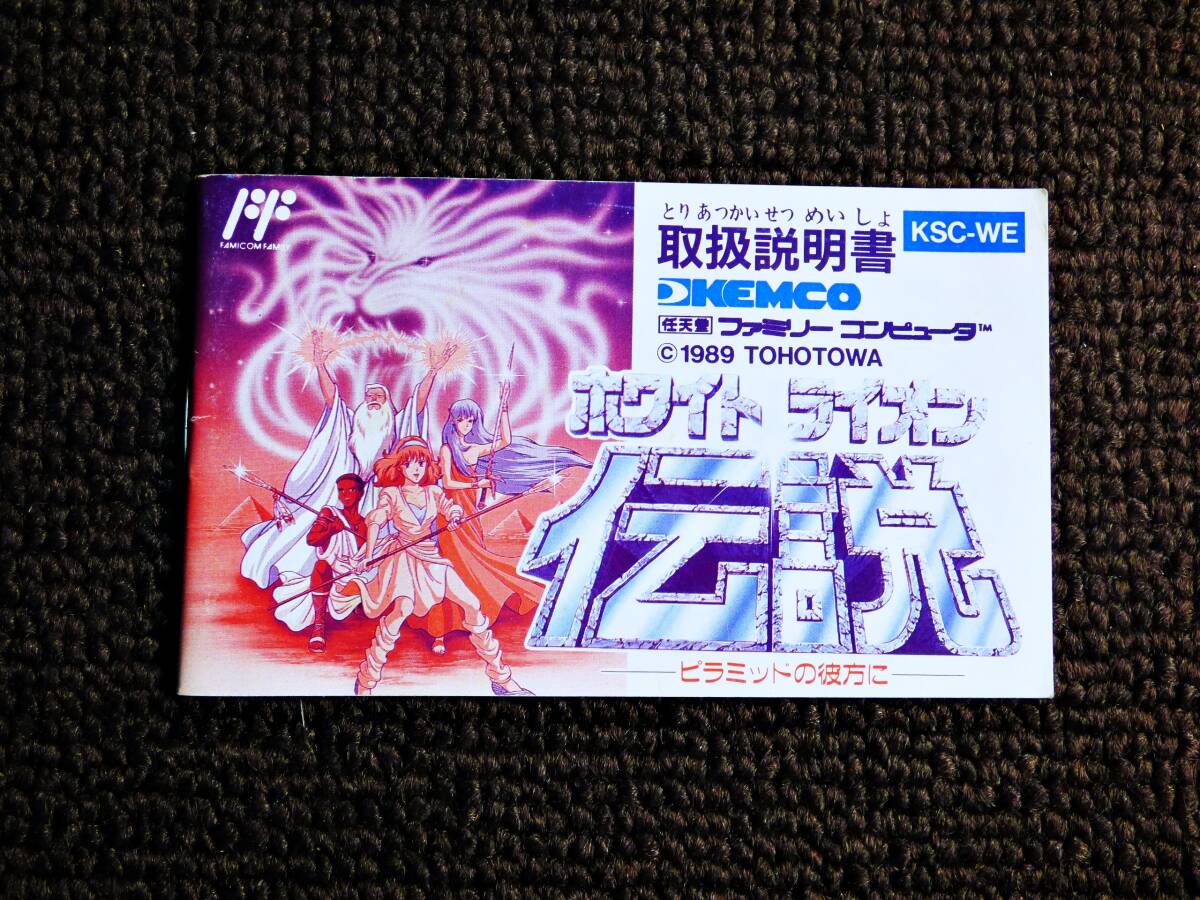 FAMICOM FAMILY
とりあつかいせつ めいしょ
取扱説明書
KSC-WE
KEMCO
任天堂 ファミリー コンピュータ™
© 1989 TOHOTOWA
ホワイト ライオン
伝説
ピラミッドの彼方に